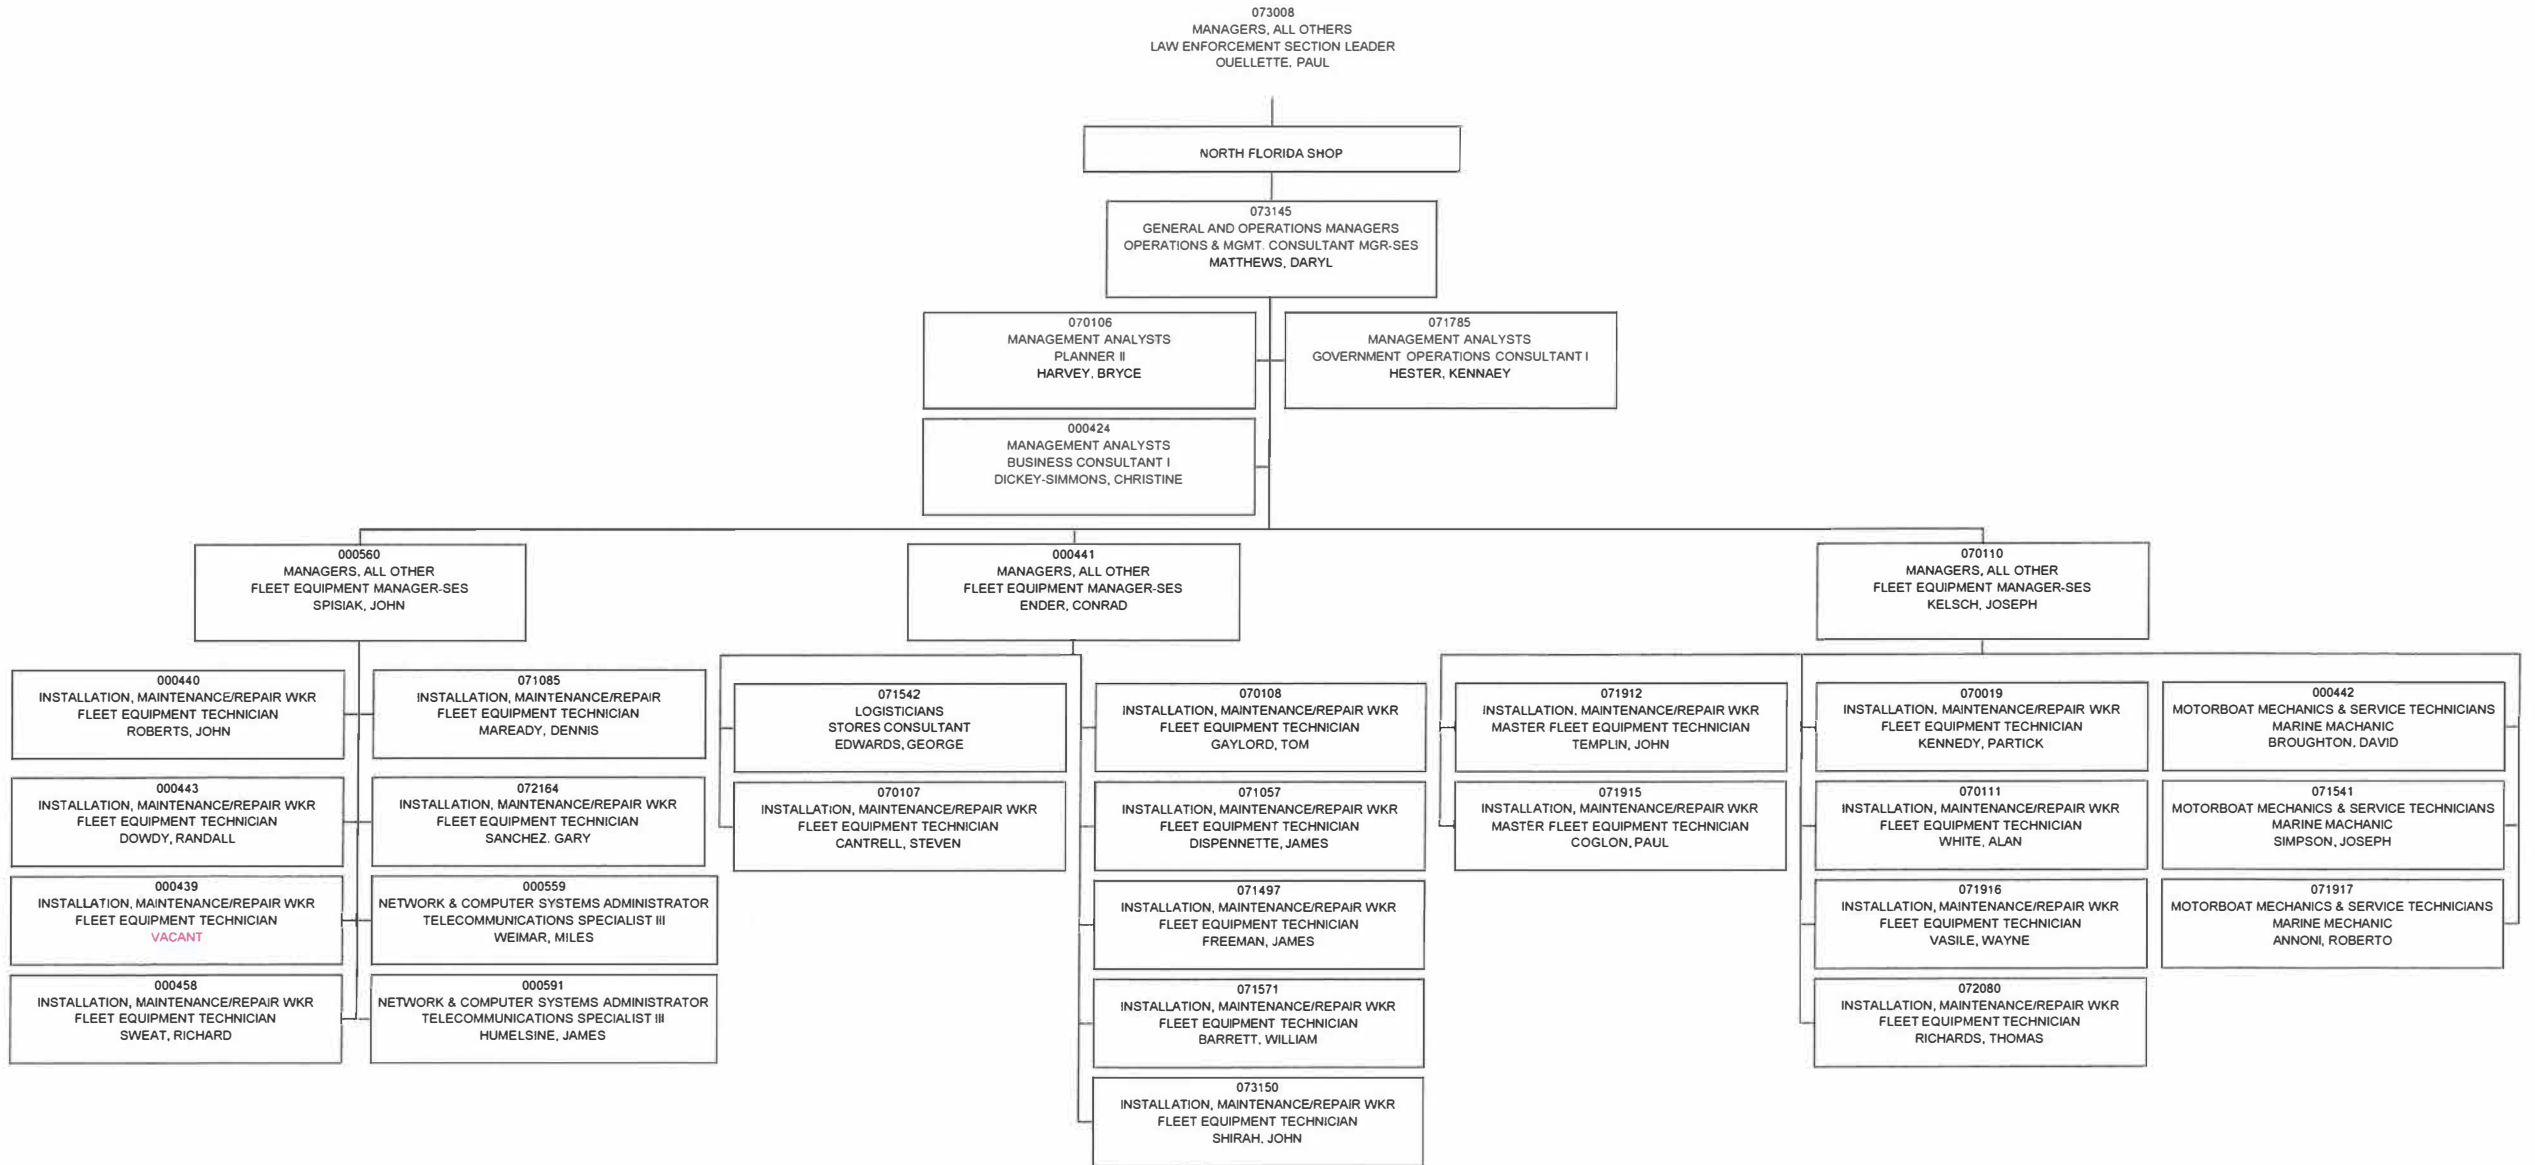 073008
MANAGERS, ALL OTHERS
LAW ENFORCEMENT SECTION LEADER
OUELLETTE, PAUL
NORTH FLORIDA SHOP
073145
GENERAL AND OPERATIONS MANAGERS
OPERATIONS & MGMT. CONSULTANT MGR-SES
MATTHEWS, DARYL
070106
MANAGEMENT ANALYSTS
PLANNER II
HARVEY, BRYCE
071785
MANAGEMENT ANALYSTS
GOVERNMENT OPERATIONS CONSULTANT I
HESTER, KENNAEY
000424
MANAGEMENT ANALYSTS
BUSINESS CONSULTANT I
DICKEY-SIMMONS, CHRISTINE
000560
MANAGERS, ALL OTHER
FLEET EQUIPMENT MANAGER-SES
SPISIAK, JOHN
000441
MANAGERS, ALL OTHER
FLEET EQUIPMENT MANAGER-SES
ENDER, CONRAD
070110
MANAGERS, ALL OTHER
FLEET EQUIPMENT MANAGER-SES
KELSCH, JOSEPH
000440
INSTALLATION, MAINTENANCE/REPAIR WKR
FLEET EQUIPMENT TECHNICIAN
ROBERTS, JOHN
071085
INSTALLATION, MAINTENANCE/REPAIR
FLEET EQUIPMENT TECHNICIAN
MAREADY, DENNIS
000443
INSTALLATION, MAINTENANCE/REPAIR WKR
FLEET EQUIPMENT TECHNICIAN
DOWDY, RANDALL
072164
INSTALLATION, MAINTENANCE/REPAIR WKR
FLEET EQUIPMENT TECHNICIAN
SANCHEZ. GARY
000439
INSTALLATION, MAINTENANCE/REPAIR WKR
FLEET EQUIPMENT TECHNICIAN
VACANT
000559
NETWORK & COMPUTER SYSTEMS ADMINISTRATOR
TELECOMMUNICATIONS SPECIALIST III
WEIMAR, MILES
000458
INSTALLATION, MAINTENANCE/REPAIR WKR
FLEET EQUIPMENT TECHNICIAN
SWEAT, RICHARD
000591
NETWORK & COMPUTER SYSTEMS ADMINISTRATOR
TELECOMMUNICATIONS SPECIALIST III
HUMELSINE, JAMES
071542
LOGISTICIANS
STORES CONSULTANT
EDWARDS, GEORGE
070107
INSTALLATION, MAINTENANCE/REPAIR WKR
FLEET EQUIPMENT TECHNICIAN
CANTRELL, STEVEN
070108
INSTALLATION, MAINTENANCE/REPAIR WKR
FLEET EQUIPMENT TECHNICIAN
GAYLORD, TOM
071057
INSTALLATION, MAINTENANCE/REPAIR WKR
FLEET EQUIPMENT TECHNICIAN
DISPENNETTE, JAMES
071497
INSTALLATION, MAINTENANCE/REPAIR WKR
FLEET EQUIPMENT TECHNICIAN
FREEMAN, JAMES
071571
INSTALLATION, MAINTENANCE/REPAIR WKR
FLEET EQUIPMENT TECHNICIAN
BARRETT, WILLIAM
073150
INSTALLATION, MAINTENANCE/REPAIR WKR
FLEET EQUIPMENT TECHNICIAN
SHIRAH, JOHN
071912
INSTALLATION, MAINTENANCE/REPAIR WKR
MASTER FLEET EQUIPMENT TECHNICIAN
TEMPLIN, JOHN
071915
INSTALLATION, MAINTENANCE/REPAIR WKR
MASTER FLEET EQUIPMENT TECHNICIAN
COGLON, PAUL
070019
INSTALLATION, MAINTENANCE/REPAIR WKR
FLEET EQUIPMENT TECHNICIAN
KENNEDY, PARTICK
070111
INSTALLATION, MAINTENANCE/REPAIR WKR
FLEET EQUIPMENT TECHNICIAN
WHITE, ALAN
071916
INSTALLATION, MAINTENANCE/REPAIR WKR
FLEET EQUIPMENT TECHNICIAN
VASILE, WAYNE
072080
INSTALLATION, MAINTENANCE/REPAIR WKR
FLEET EQUIPMENT TECHNICIAN
RICHARDS, THOMAS
000442
MOTORBOAT MECHANICS & SERVICE TECHNICIANS
MARINE MACHANIC
BROUGHTON, DAVID
071541
MOTORBOAT MECHANICS & SERVICE TECHNICIANS
MARINE MACHANIC
SIMPSON, JOSEPH
071917
MOTORBOAT MECHANICS & SERVICE TECHNICIANS
MARINE MECHANIC
ANNONI, ROBERTO